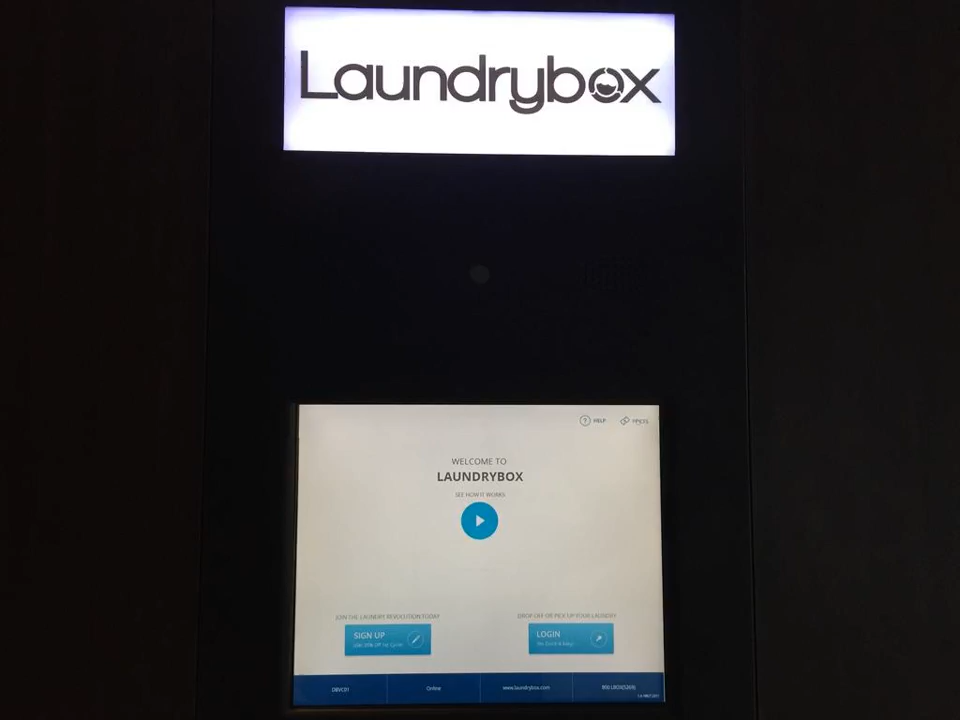 Laundrybox
HELP
WELCOME TO
LAUNDRYBOX
SEE HOW IT WORKS
JOIN THE LAUNDRY REVOLUTION TODAY
DROP OFF OR PICK UP YOUR LAUNDRY
SIGN UP
LOGIN
Online
www.laundrybox.com